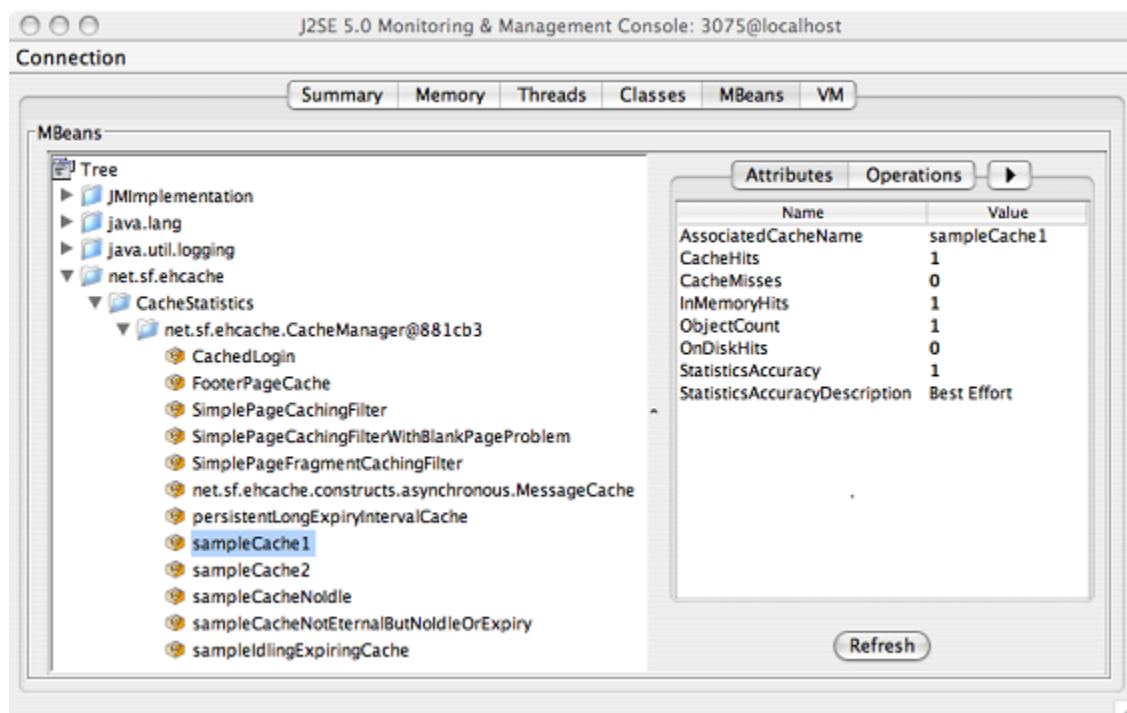 J2SE 5.0 Monitoring & Management Console: 3075@localhost
Connection
Summary Memory Threads Classes MBeans VM
MBeans
Tree
JMImplementation
java.lang
java.util.logging
net.sf.ehcache
CacheStatistics
net.sf.ehcache.CacheManager@881cb3
CachedLogin
FooterPageCache
SimplePageCachingFilter
SimplePageCachingFilterWithBlankPageProblem
SimplePageFragmentCachingFilter
net.sf.ehcache.constructs.asynchronous.MessageCache
persistentLongExpiryIntervalCache
sampleCache1
sampleCache2
sampleCacheNoIdle
sampleCacheNotEternalButNoIdleOrExpiry
sampleIdlingExpiringCache
Attributes Operations
Name Value
AssociatedCacheName sampleCache1
CacheHits 1
CacheMisses 0
InMemoryHits 1
ObjectCount 1
OnDiskHits 0
StatisticsAccuracy 1
StatisticsAccuracyDescription Best Effort
Refresh